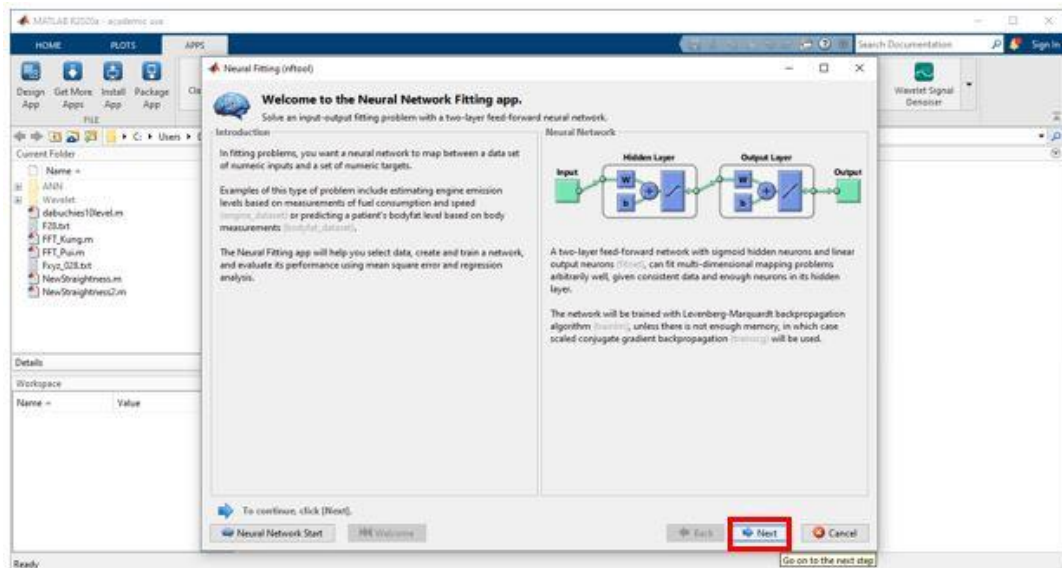 MATLAB R2020a - academic use
HOME PLOTS APPS
Search Documentation
Sign In
Design App
Get More Apps
Install App
Package App
FILE
Wavelet Signal Denoiser
C: Users
Current Folder
Name
ANN
Wavelet
dabuchies10level.m
F28.txt
FFT_Kung.m
FFT_Pui.m
Fxyz_028.txt
NewStraightness.m
NewStraightness2.m
Details
Workspace
Name Value
Ready
Neural Fitting (nftool)
Welcome to the Neural Network Fitting app.
Solve an input-output fitting problem with a two-layer feed-forward neural network.
Introduction
In fitting problems, you want a neural network to map between a data set
of numeric inputs and a set of numeric targets.
Examples of this type of problem include estimating engine emission
levels based on measurements of fuel consumption and speed
(engine_dataset) or predicting a patient's bodyfat level based on body
measurements (bodyfat_dataset).
The Neural Fitting app will help you select data, create and train a network,
and evaluate its performance using mean square error and regression
analysis.
Neural Network
Hidden Layer Output Layer
Input Output
W W
b b
A two-layer feed-forward network with sigmoid hidden neurons and linear
output neurons (fitnet), can fit multi-dimensional mapping problems
arbitrarily well, given consistent data and enough neurons in its hidden
layer.
The network will be trained with Levenberg-Marquardt backpropagation
algorithm (trainlm), unless there is not enough memory, in which case
scaled conjugate gradient backpropagation (trainscg) will be used.
To continue, click [Next].
Neural Network Start
Welcome
Back
Next
Cancel
Go on to the next step